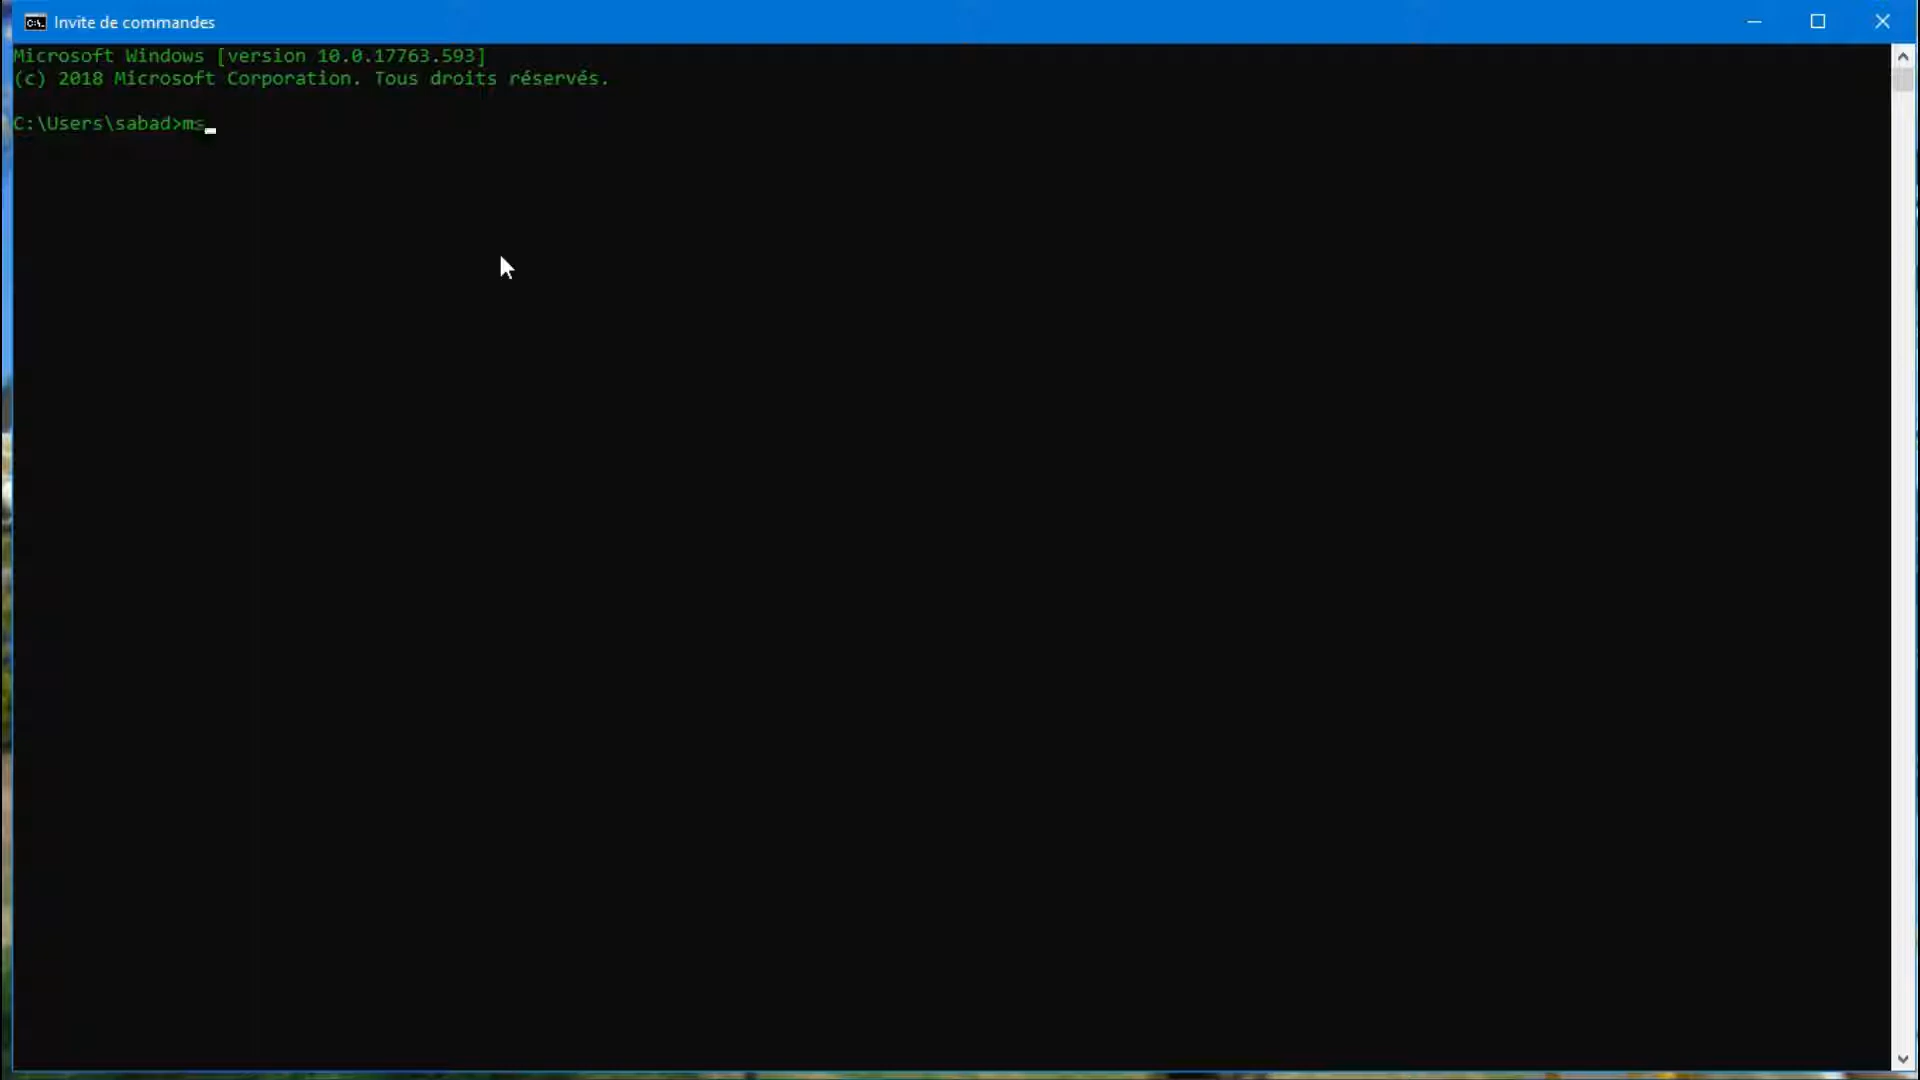 Invite de commandes
Microsoft Windows [version 10.0.17763.593]
(c) 2018 Microsoft Corporation. Tous droits réservés.
C:\Users\sabad>ms